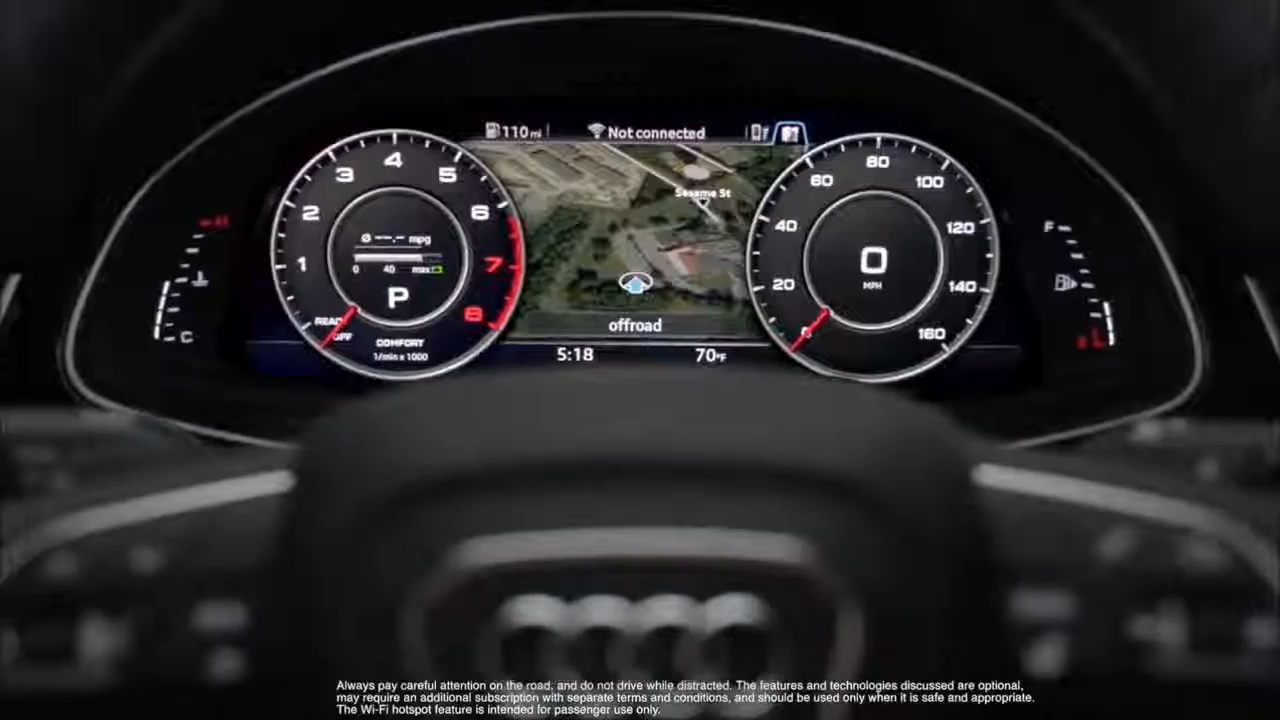 110 mi
Not connected
3 4 5
2 6
1 7
8
Ø --.- mpg
0 40 max
P
READY
OFF
COMFORT
1/min x 1000
Sesame St
offroad
5:18 70°F
60 80 100
40 120
20 140
0 160
0
MPH
C
F
Always pay careful attention on the road, and do not drive while distracted. The features and technologies discussed are optional,
may require an additional subscription with separate terms and conditions, and should be used only when it is safe and appropriate.
The Wi-Fi hotspot feature is intended for passenger use only.